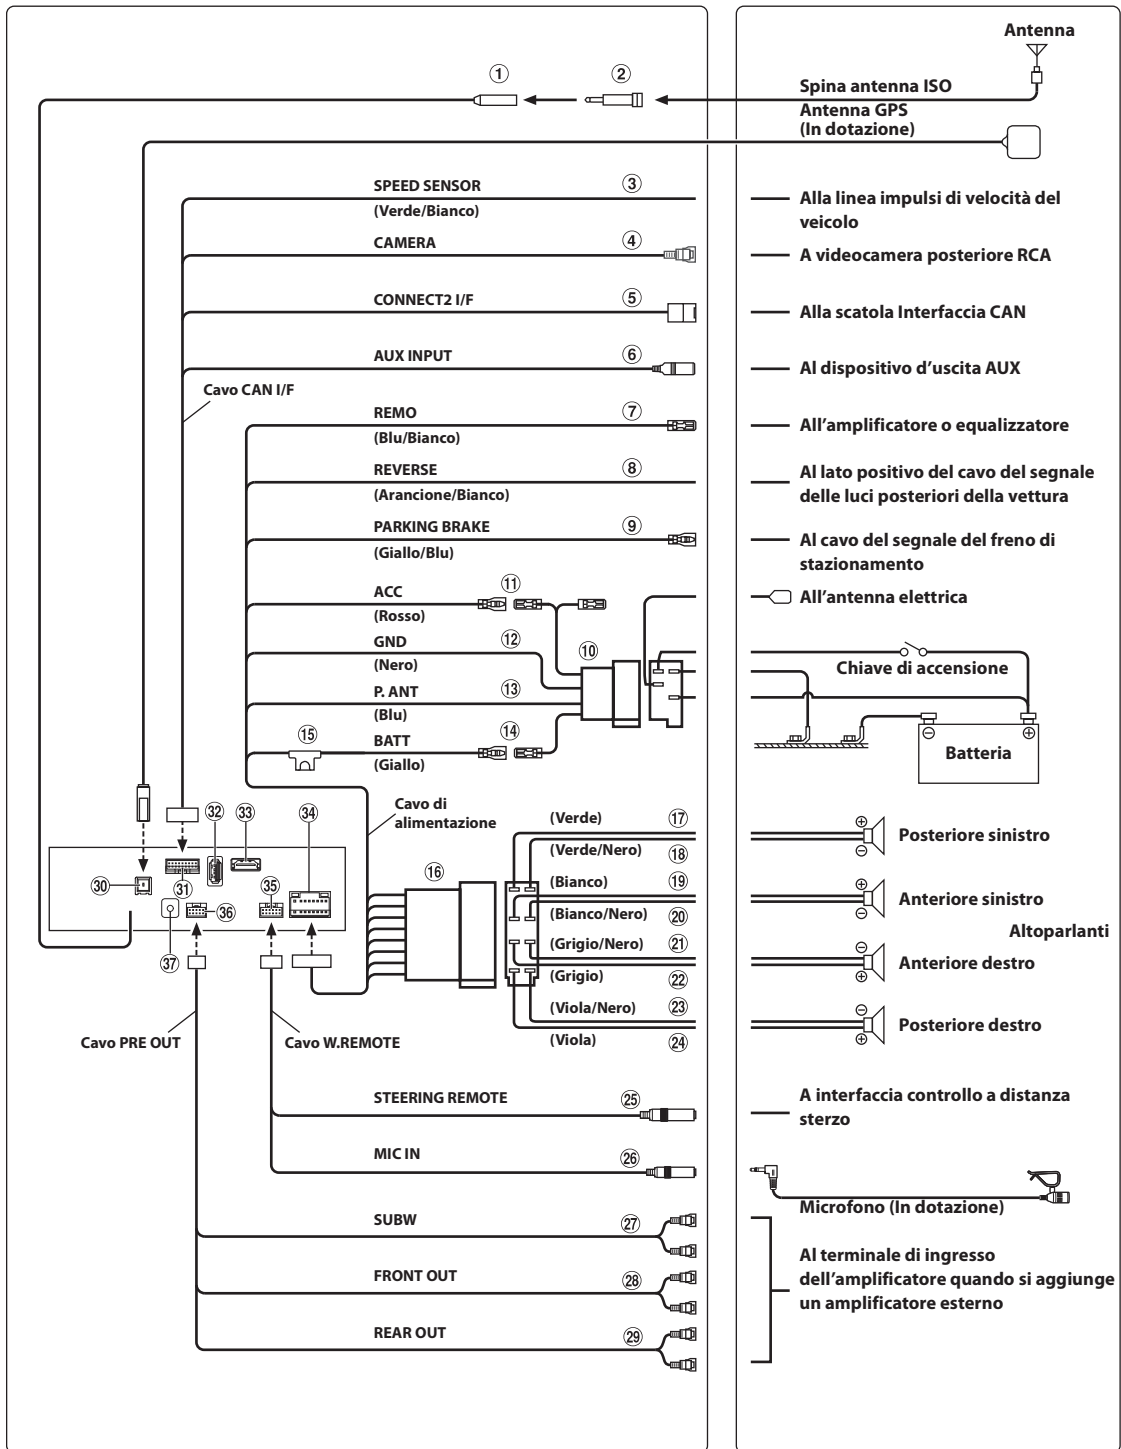 Antenna
① ②
Spina antenna ISO
Antenna GPS
(In dotazione)
SPEED SENSOR ③
(Verde/Bianco)
Alla linea impulsi di velocità del
veicolo
CAMERA ④
A videocamera posteriore RCA
CONNECT2 I/F ⑤
Alla scatola Interfaccia CAN
AUX INPUT ⑥
Al dispositivo d'uscita AUX
Cavo CAN I/F
REMO ⑦
(Blu/Bianco)
All'amplificatore o equalizzatore
REVERSE ⑧
(Arancione/Bianco)
Al lato positivo del cavo del segnale
delle luci posteriori della vettura
PARKING BRAKE ⑨
(Giallo/Blu)
Al cavo del segnale del freno di
stazionamento
ACC ⑪
(Rosso)
All'antenna elettrica
GND ⑫ ⑩
(Nero)
Chiave di accensione
P. ANT ⑬
(Blu)
⑮ BATT ⑭
(Giallo)
⊖ ⊕
Batteria
Cavo di
alimentazione
㉜ ㉝ ㉞
㉚ ㉛ ㉟ ㊱
㊲
⑯
(Verde) ⑰
(Verde/Nero) ⑱
⊕
⊖
Posteriore sinistro
(Bianco) ⑲
(Bianco/Nero) ⑳
⊕
⊖
Anteriore sinistro
Altoparlanti
(Grigio/Nero) ㉑
(Grigio) ㉒
⊖
⊕
Anteriore destro
(Viola/Nero) ㉓
(Viola) ㉔
⊖
⊕
Posteriore destro
Cavo PRE OUT
Cavo W.REMOTE
STEERING REMOTE ㉕
A interfaccia controllo a distanza
sterzo
MIC IN ㉖
Microfono (In dotazione)
SUBW ㉗
FRONT OUT ㉘
REAR OUT ㉙
Al terminale di ingresso
dell'amplificatore quando si aggiunge
un amplificatore esterno